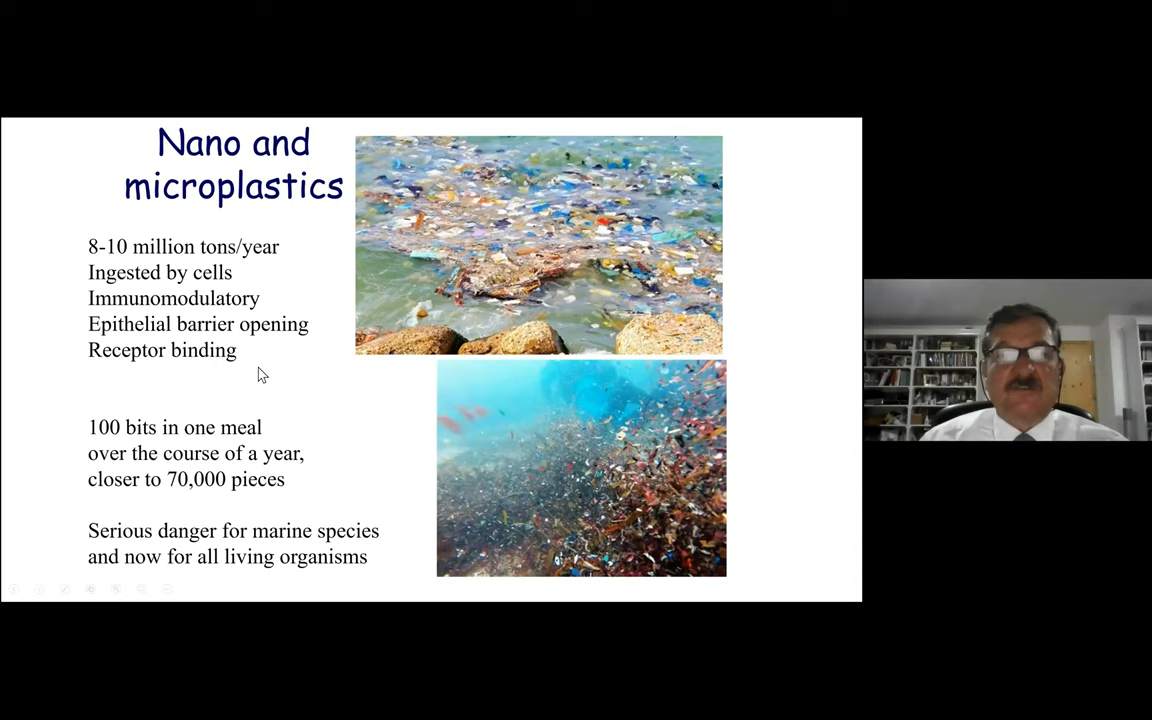 Nano and
microplastics
8-10 million tons/year
Ingested by cells
Immunomodulatory
Epithelial barrier opening
Receptor binding
100 bits in one meal
over the course of a year,
closer to 70,000 pieces
Serious danger for marine species
and now for all living organisms